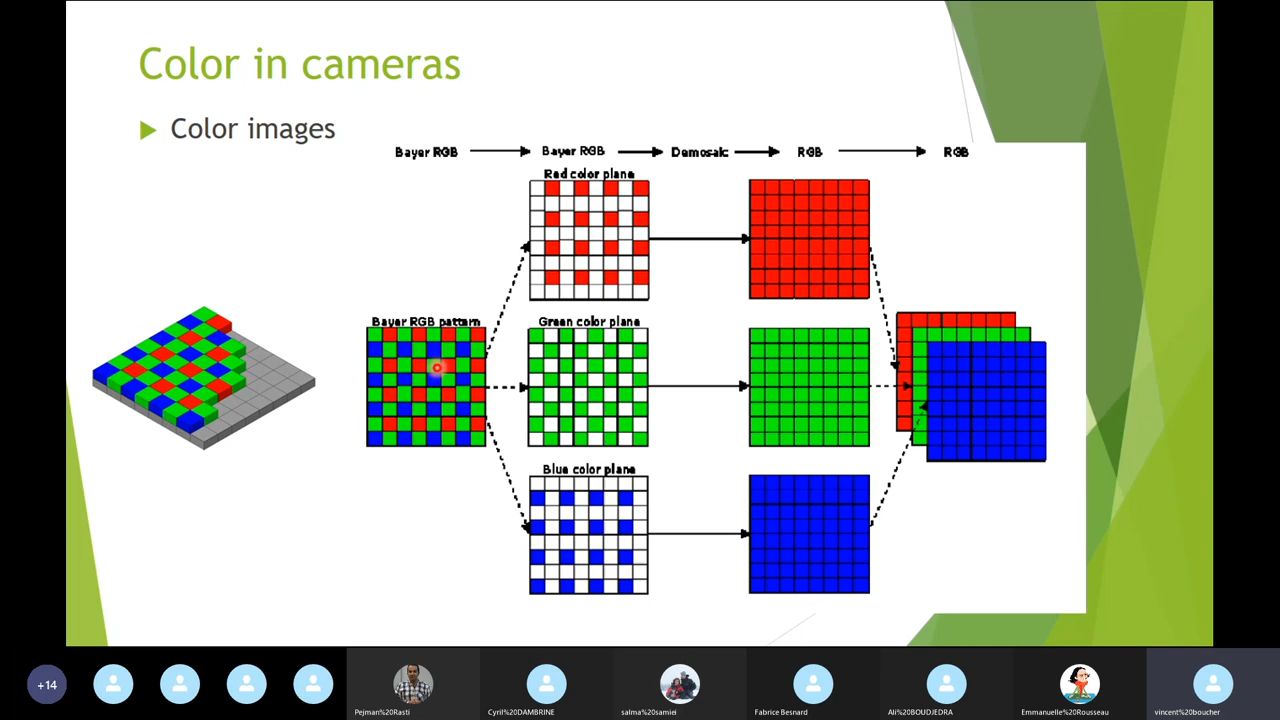 Color in cameras
Color images
Bayer RGB
Bayer RGB
Demosaic
RGB
RGB
Red color plane
Bayer RGB pattern
Green color plane
Blue color plane
+14
Pejman%20Rasti
Cyril%20DAMBRINE
salma%20samiei
Fabrice Besnard
Ali%20BOUDJEDRA
Emmanuelle%20Rousseau
vincent%20boucher